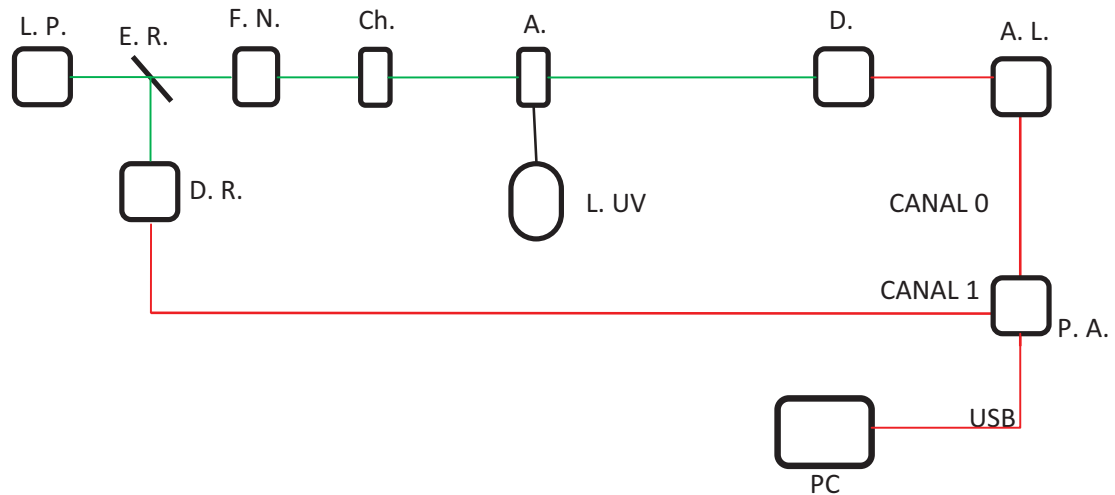 L. P.
E. R.
F. N.
Ch.
A.
D.
A. L.
D. R.
L. UV
CANAL 0
CANAL 1
P. A.
USB
PC